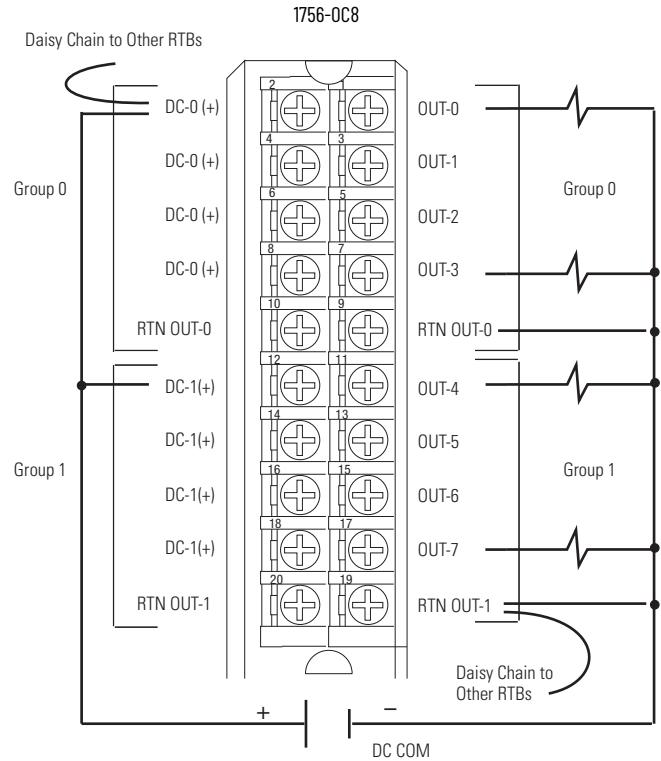 1756-OC8
Daisy Chain to Other RTBs
2 1
DC-0 (+) OUT-0
4 3
DC-0 (+) OUT-1
Group 0 Group 0
6 5
DC-0 (+) OUT-2
8 7
DC-0 (+) OUT-3
10 9
RTN OUT-0 RTN OUT-0
12 11
DC-1(+) OUT-4
14 13
DC-1(+) OUT-5
Group 1 Group 1
16 15
DC-1(+) OUT-6
18 17
DC-1(+) OUT-7
20 19
RTN OUT-1 RTN OUT-1
Daisy Chain to
Other RTBs
+ –
DC COM